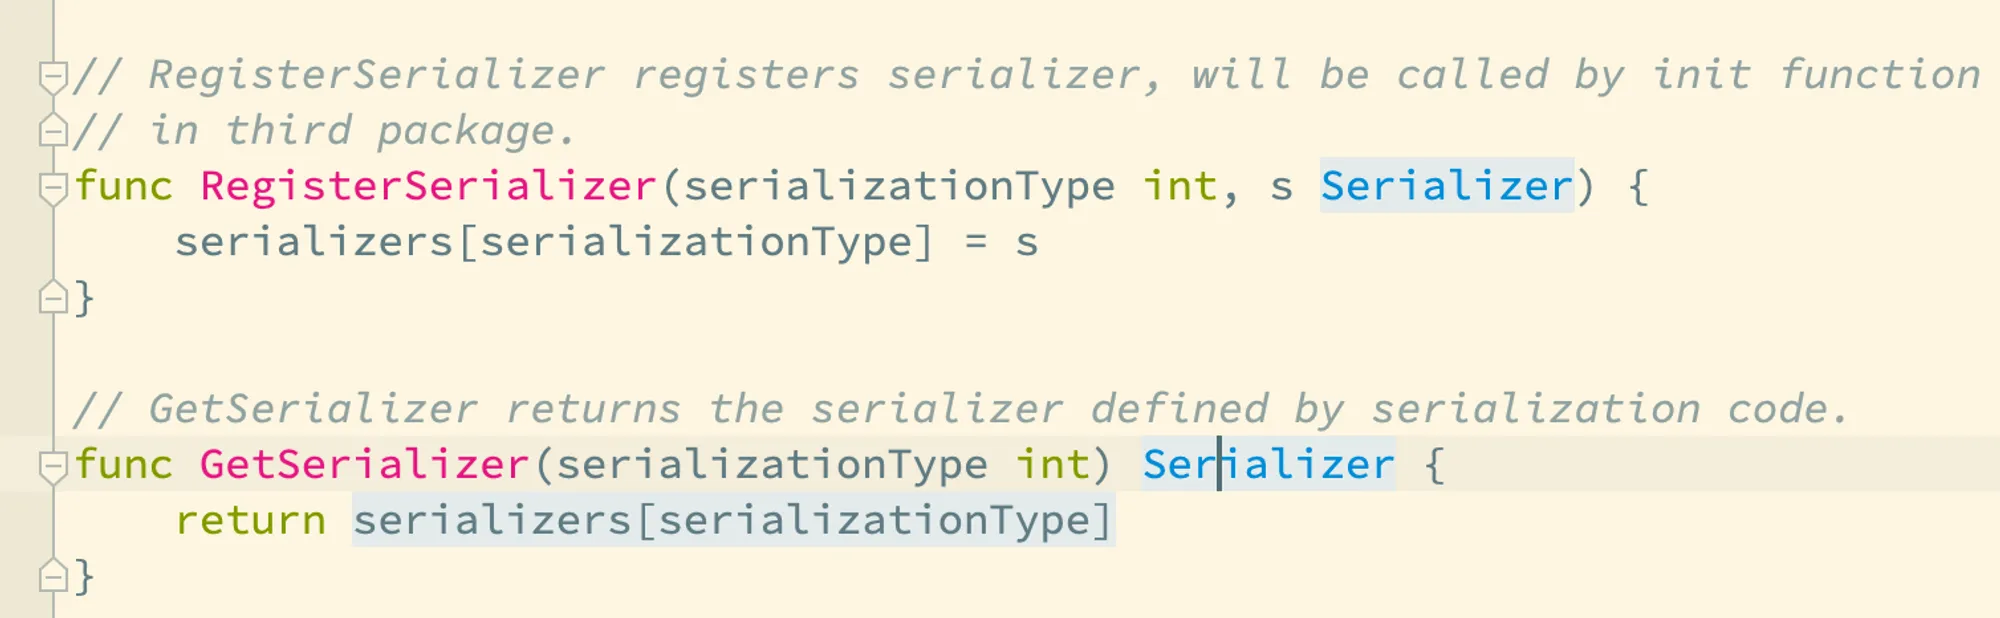 // RegisterSerializer registers serializer, will be called by init function
// in third package.
func RegisterSerializer(serializationType int, s Serializer) {
    serializers[serializationType] = s
}
// GetSerializer returns the serializer defined by serialization code.
func GetSerializer(serializationType int) Serializer {
    return serializers[serializationType]
}